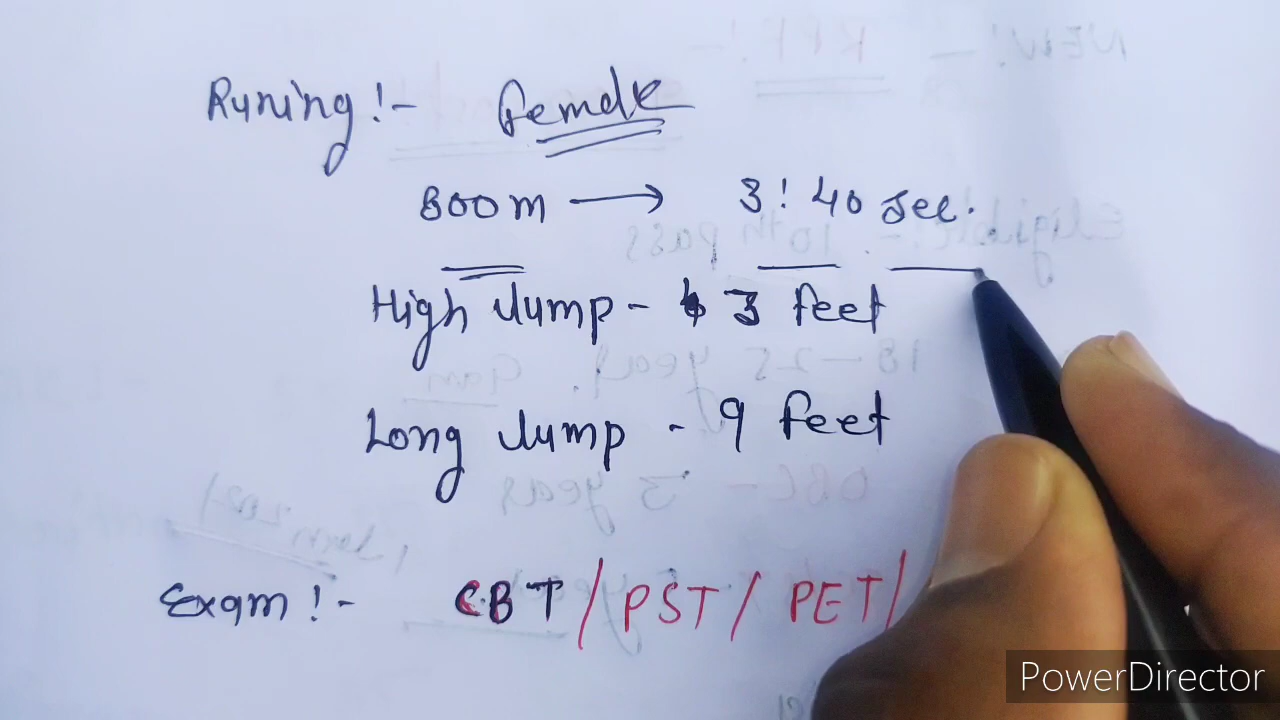 Runing :- Female
800m → 3:40 sec.
High Jump - 3 feet
Long Jump - 9 feet
Exam :- CBT / PST / PET /
PowerDirector